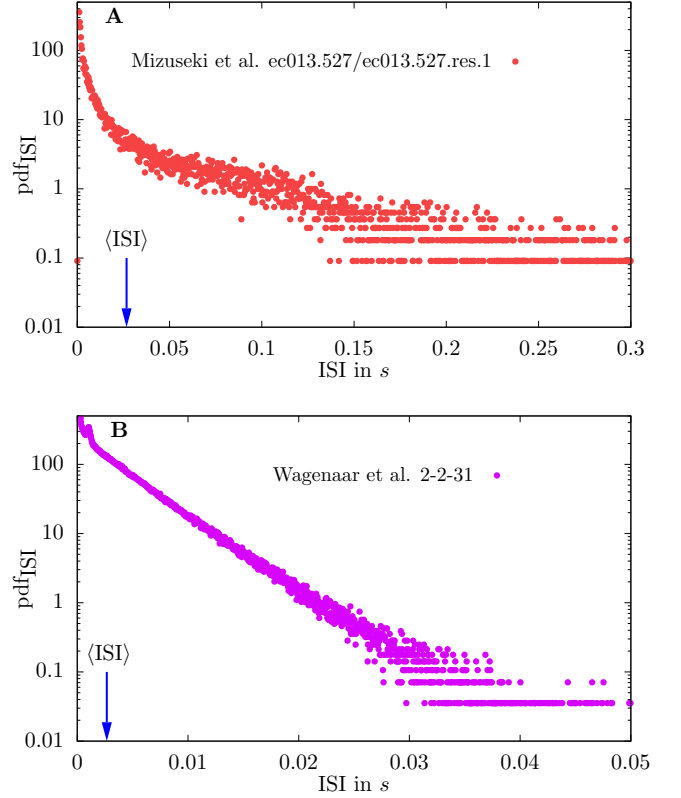 A
100
Mizuseki et al. ec013.527/ec013.527.res.1
10
pdf_ISI
1
⟨ISI⟩
0.1
0.01
0 0.05 0.1 0.15 0.2 0.25 0.3
ISI in s
B
100
Wagenaar et al. 2-2-31
10
pdf_ISI
1
⟨ISI⟩
0.1
0.01
0 0.01 0.02 0.03 0.04 0.05
ISI in s